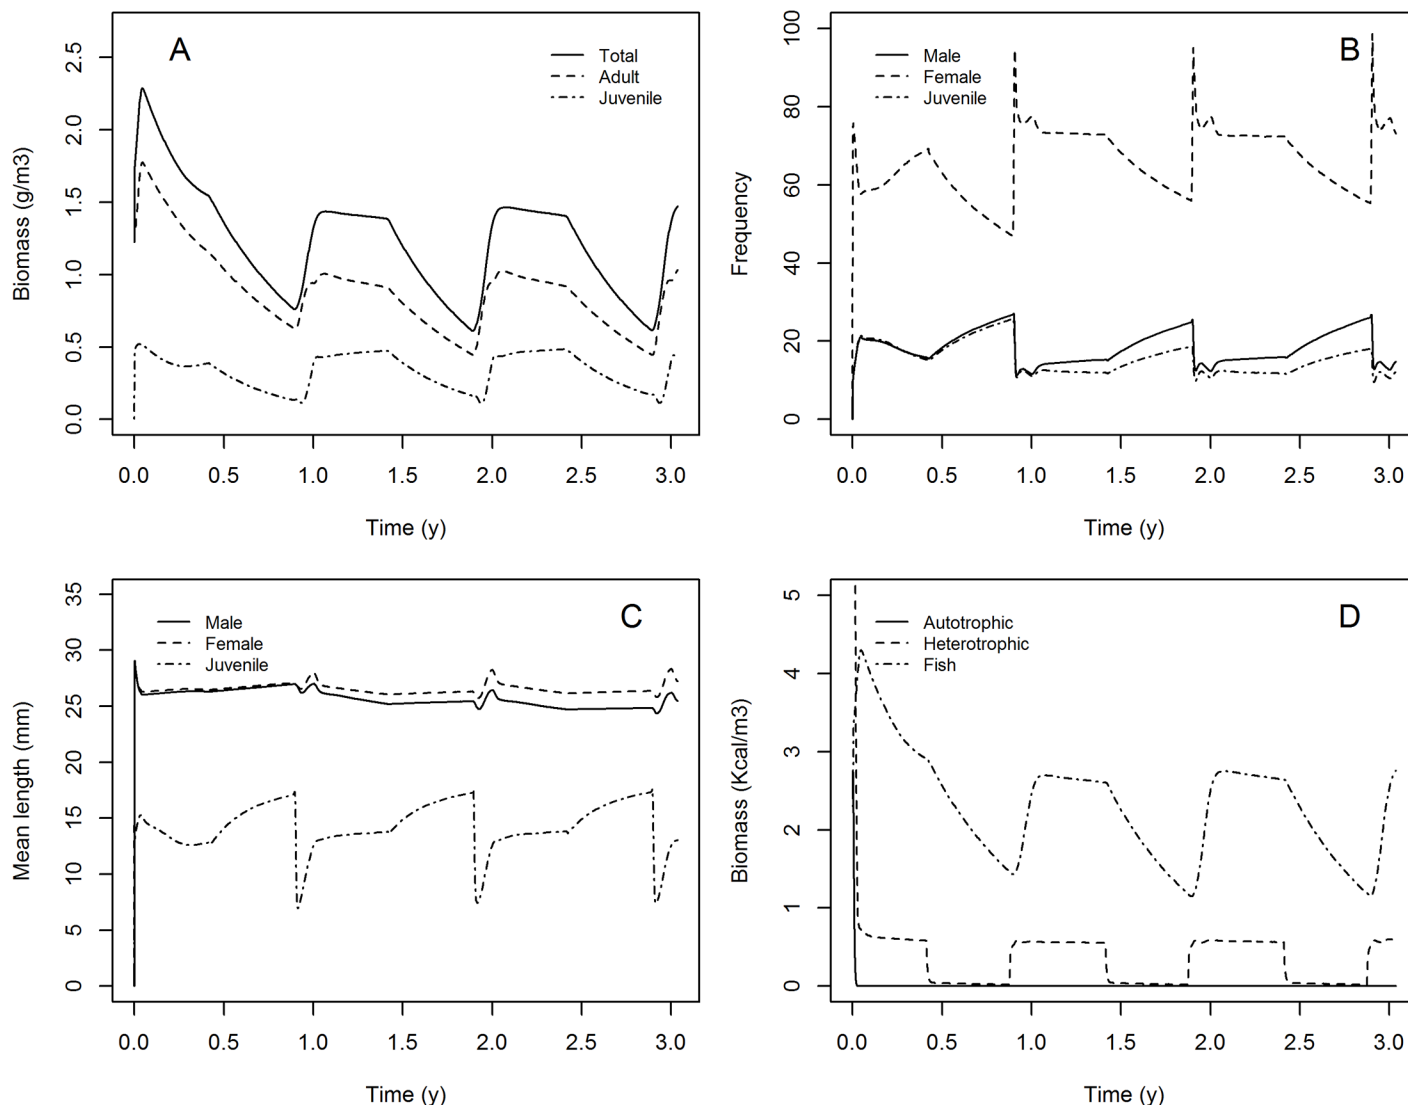 A
Total
Adult
Juvenile
Biomass (g/m3)
0.0 0.5 1.0 1.5 2.0 2.5
0.0 0.5 1.0 1.5 2.0 2.5 3.0
Time (y)
B
Male
Female
Juvenile
Frequency
0 20 40 60 80 100
0.0 0.5 1.0 1.5 2.0 2.5 3.0
Time (y)
C
Male
Female
Juvenile
Mean length (mm)
0 5 10 15 20 25 30 35
0.0 0.5 1.0 1.5 2.0 2.5 3.0
Time (y)
D
Autotrophic
Heterotrophic
Fish
Biomass (Kcal/m3)
0 1 2 3 4 5
0.0 0.5 1.0 1.5 2.0 2.5 3.0
Time (y)